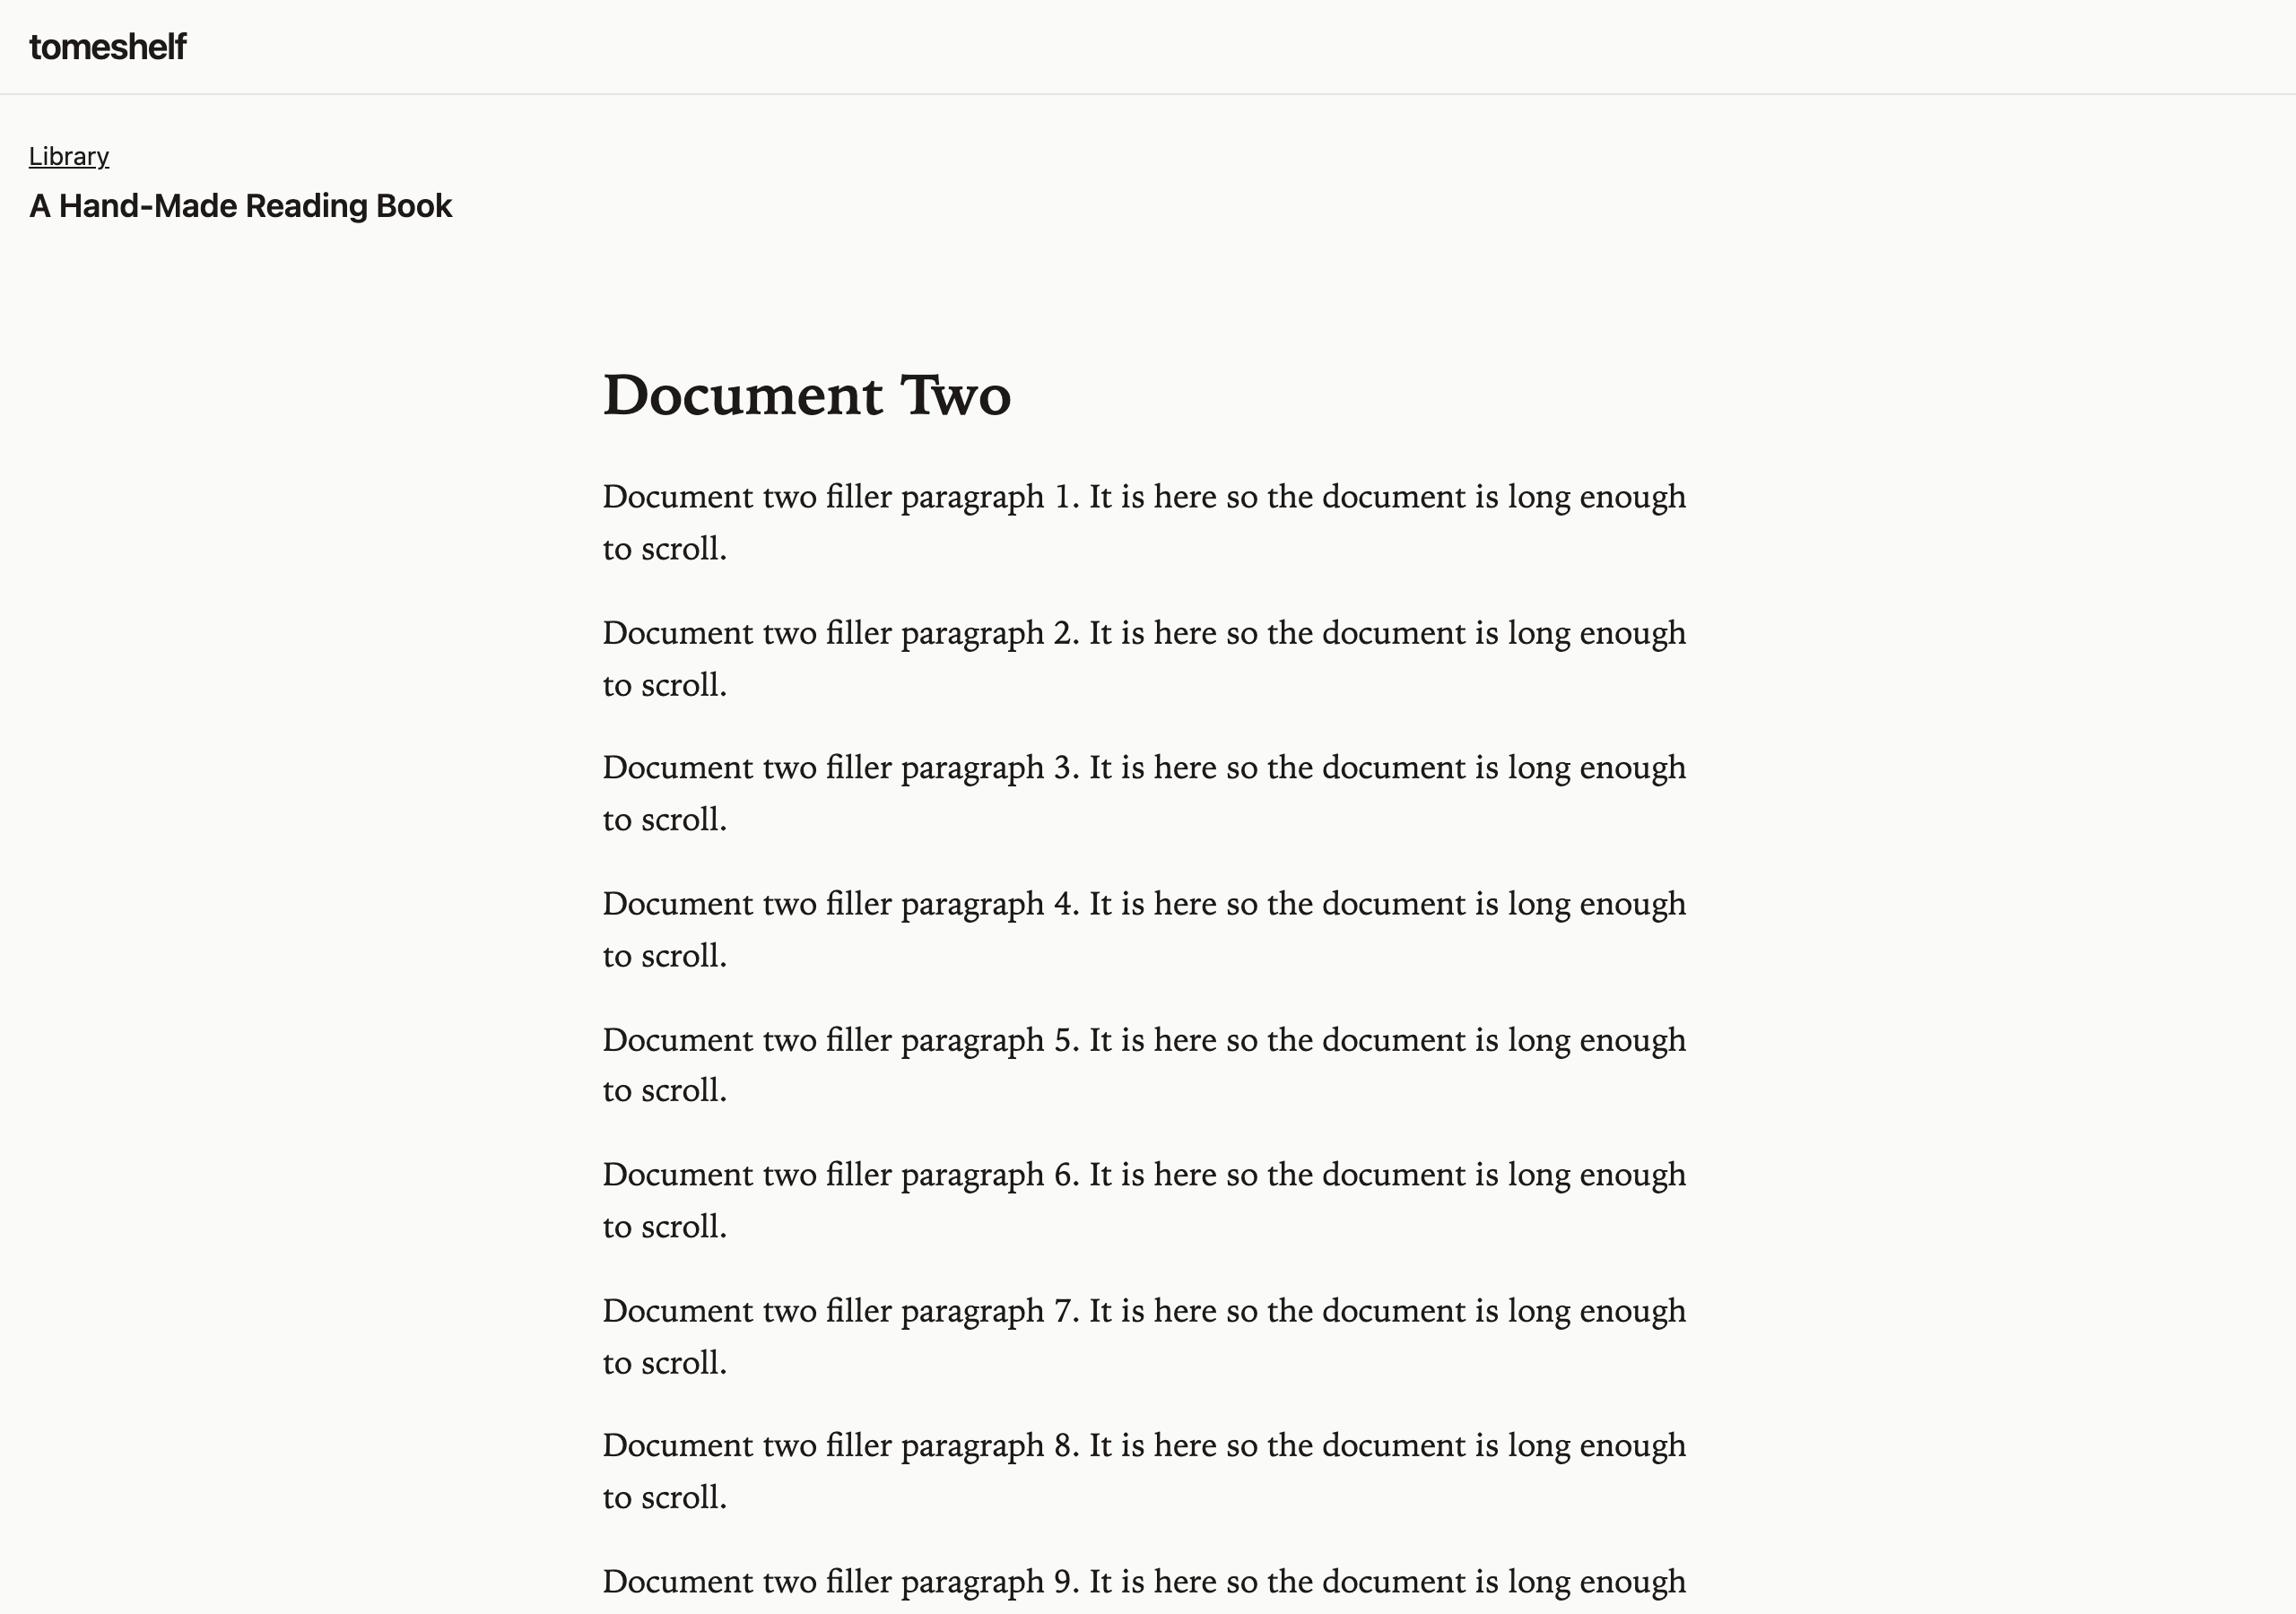 tomeshelf
Library
A Hand-Made Reading Book
Document Two
Document two filler paragraph 1. It is here so the document is long enough
to scroll.
Document two filler paragraph 2. It is here so the document is long enough
to scroll.
Document two filler paragraph 3. It is here so the document is long enough
to scroll.
Document two filler paragraph 4. It is here so the document is long enough
to scroll.
Document two filler paragraph 5. It is here so the document is long enough
to scroll.
Document two filler paragraph 6. It is here so the document is long enough
to scroll.
Document two filler paragraph 7. It is here so the document is long enough
to scroll.
Document two filler paragraph 8. It is here so the document is long enough
to scroll.
Document two filler paragraph 9. It is here so the document is long enough